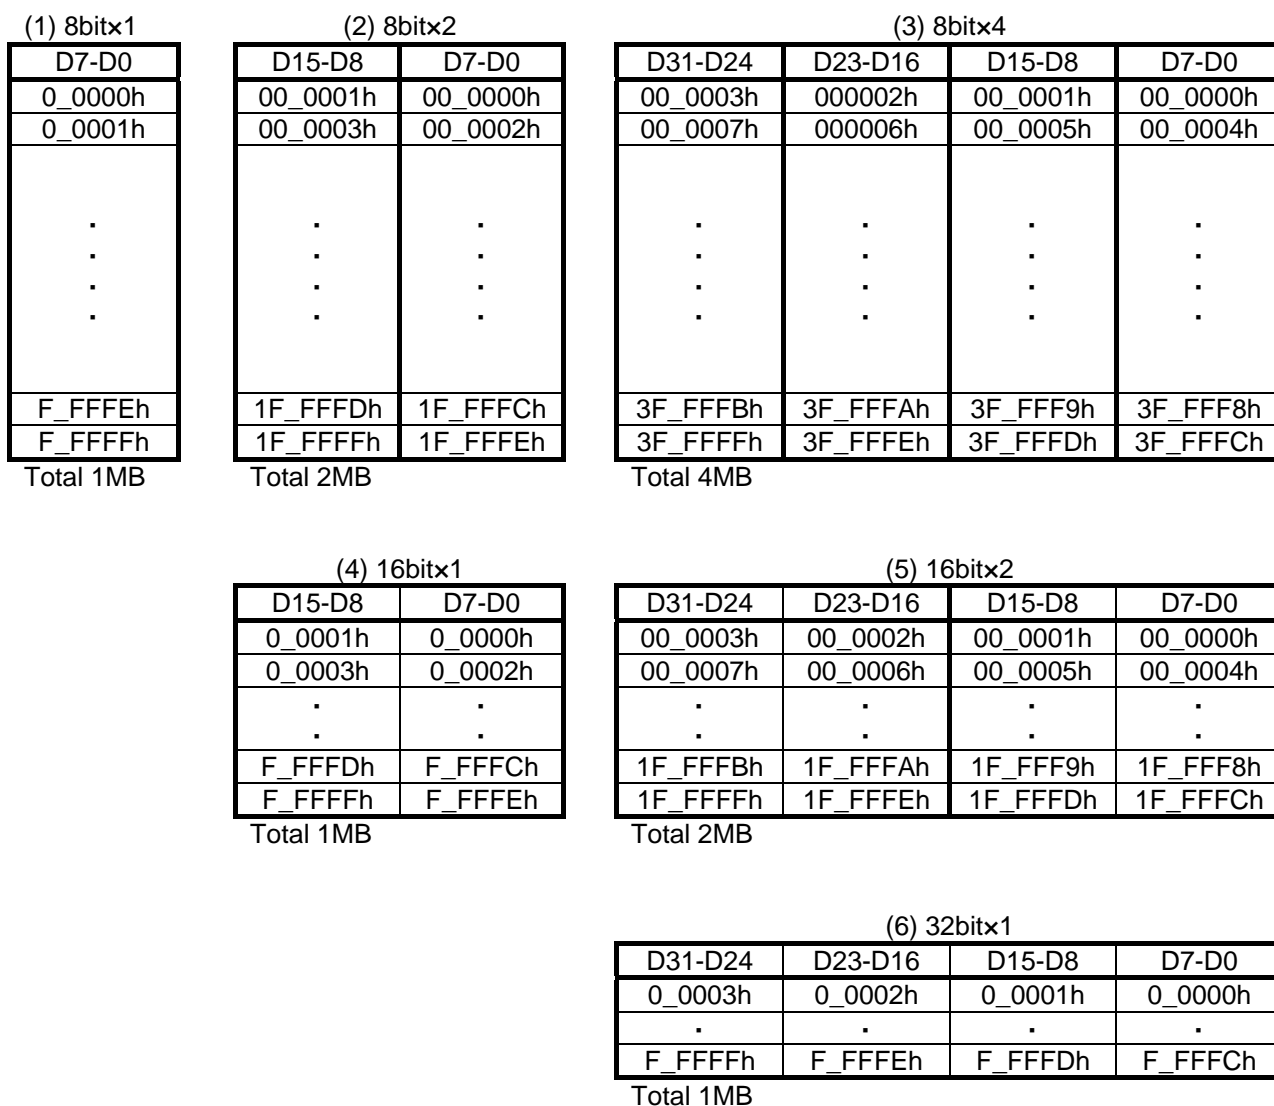 (1) 8bit×1 (2) 8bit×2 (3) 8bit×4
D7-D0 D15-D8 D7-D0 D31-D24 D23-D16 D15-D8 D7-D0
0_0000h 00_0001h 00_0000h 00_0003h 000002h 00_0001h 00_0000h
0_0001h 00_0003h 00_0002h 00_0007h 000006h 00_0005h 00_0004h
. . . . . . .
. . . . . . .
. . . . . . .
. . . . . . .
F_FFFEh 1F_FFFDh 1F_FFFCh 3F_FFFBh 3F_FFFAh 3F_FFF9h 3F_FFF8h
F_FFFFh 1F_FFFFh 1F_FFFEh 3F_FFFFh 3F_FFFEh 3F_FFFDh 3F_FFFCh
Total 1MB Total 2MB Total 4MB
(4) 16bit×1 (5) 16bit×2
D15-D8 D7-D0 D31-D24 D23-D16 D15-D8 D7-D0
0_0001h 0_0000h 00_0003h 00_0002h 00_0001h 00_0000h
0_0003h 0_0002h 00_0007h 00_0006h 00_0005h 00_0004h
. . . . . .
. . . . . .
F_FFFDh F_FFFCh 1F_FFFBh 1F_FFFAh 1F_FFF9h 1F_FFF8h
F_FFFFh F_FFFEh 1F_FFFFh 1F_FFFEh 1F_FFFDh 1F_FFFCh
Total 1MB Total 2MB
(6) 32bit×1
D31-D24 D23-D16 D15-D8 D7-D0
0_0003h 0_0002h 0_0001h 0_0000h
. . . .
F_FFFFh F_FFFEh F_FFFDh F_FFFCh
Total 1MB